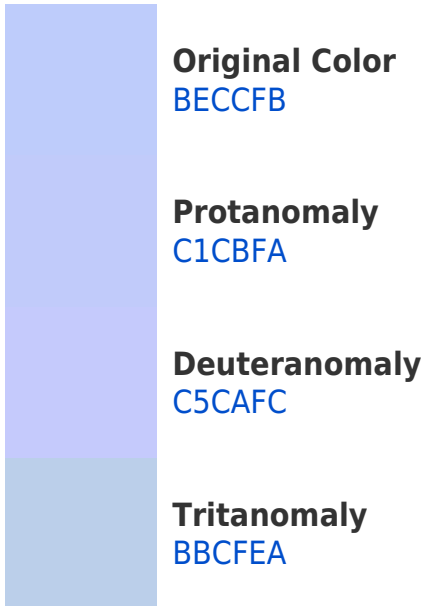 Original Color
BECCFB
Protanomaly
C1CBFA
Deuteranomaly
C5CAFC
Tritanomaly
BBCFEA